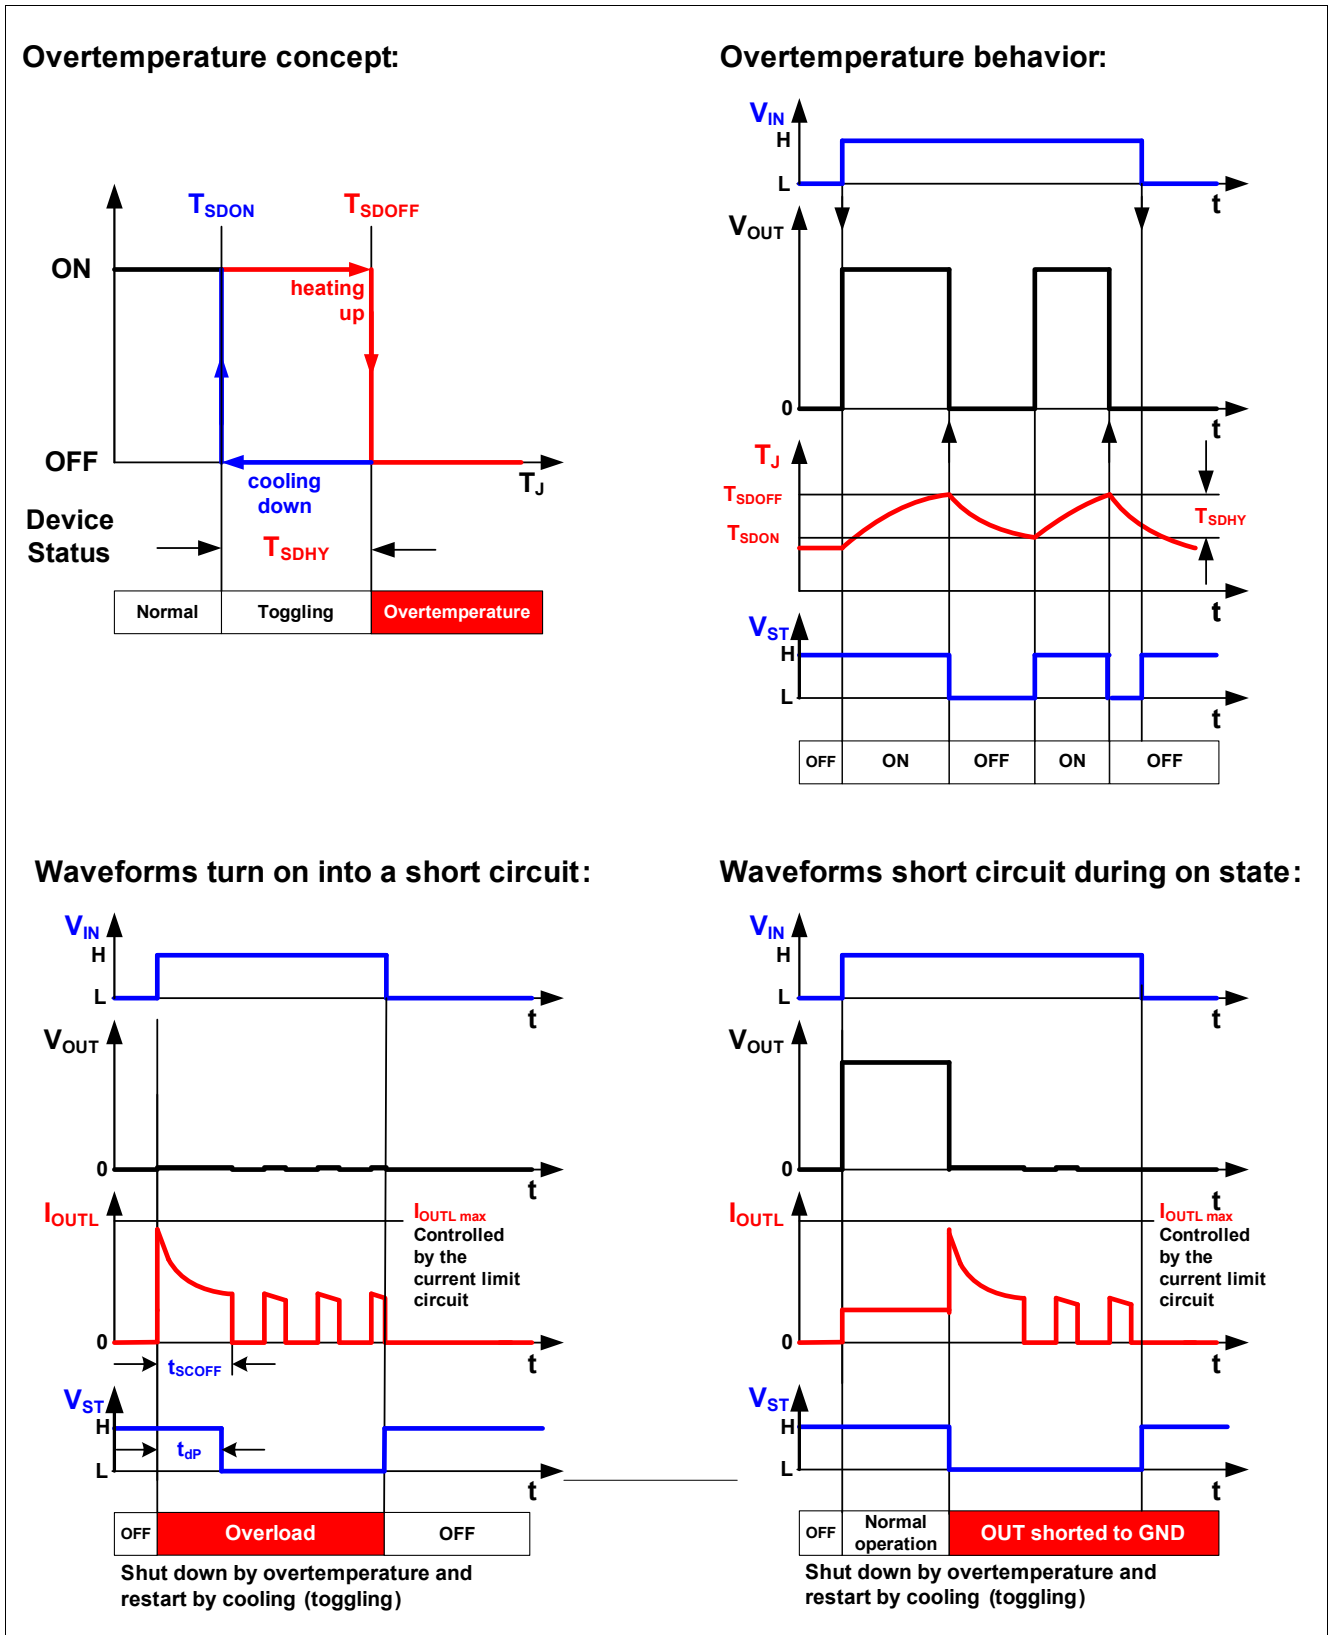 Overtemperature concept:
TSDON
TSDOFF
ON
heating
up
OFF
cooling
down
TJ
Device
Status
TSDHY
Normal
Toggling
Overtemperature
Overtemperature behavior:
VIN
H
L
t
VOUT
0
t
TJ
TSDOFF
TSDON
TSDHY
t
VST
H
L
t
OFF
ON
OFF
ON
OFF
Waveforms turn on into a short circuit:
VIN
H
L
t
VOUT
0
t
IOUTL
IOUTL max
Controlled
by the
current limit
circuit
0
t
tSCOFF
VST
H
tdP
L
t
OFF
Overload
OFF
Shut down by overtemperature and
restart by cooling (toggling)
Waveforms short circuit during on state:
VIN
H
L
t
VOUT
0
t
IOUTL
IOUTL max
Controlled
by the
current limit
circuit
0
t
VST
H
L
t
OFF
Normal
operation
OUT shorted to GND
Shut down by overtemperature and
restart by cooling (toggling)